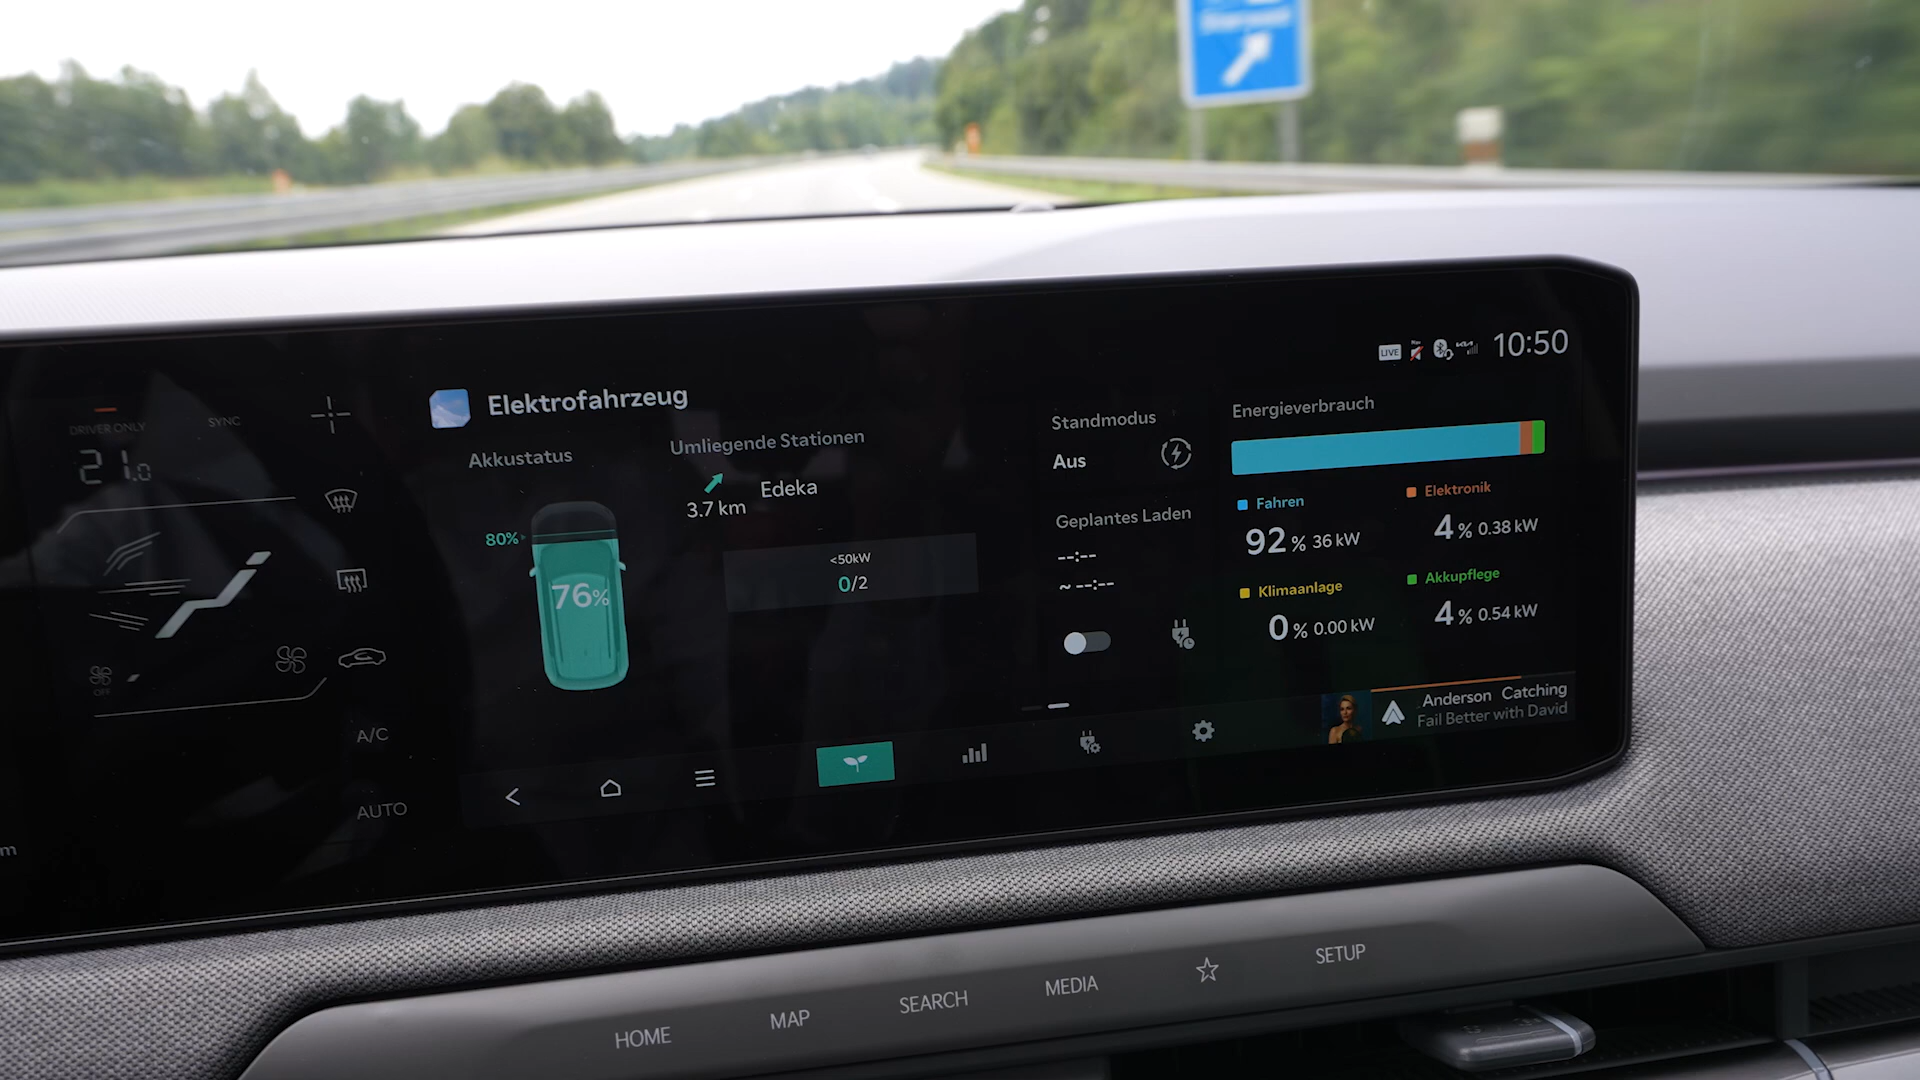 10:50
LIVE
DRIVER ONLY
SYNC
21.0
OFF
A/C
AUTO
m
Elektrofahrzeug
Akkustatus
80%
76%
Umliegende Stationen
3.7 km
Edeka
<50kW
0/2
Standmodus
Aus
Geplantes Laden
--:--
~ --:--
Energieverbrauch
Fahren
92 % 36 kW
Elektronik
4 % 0.38 kW
Klimaanlage
0 % 0.00 kW
Akkupflege
4 % 0.54 kW
Anderson Catching
Fail Better with David
HOME
MAP
SEARCH
MEDIA
SETUP